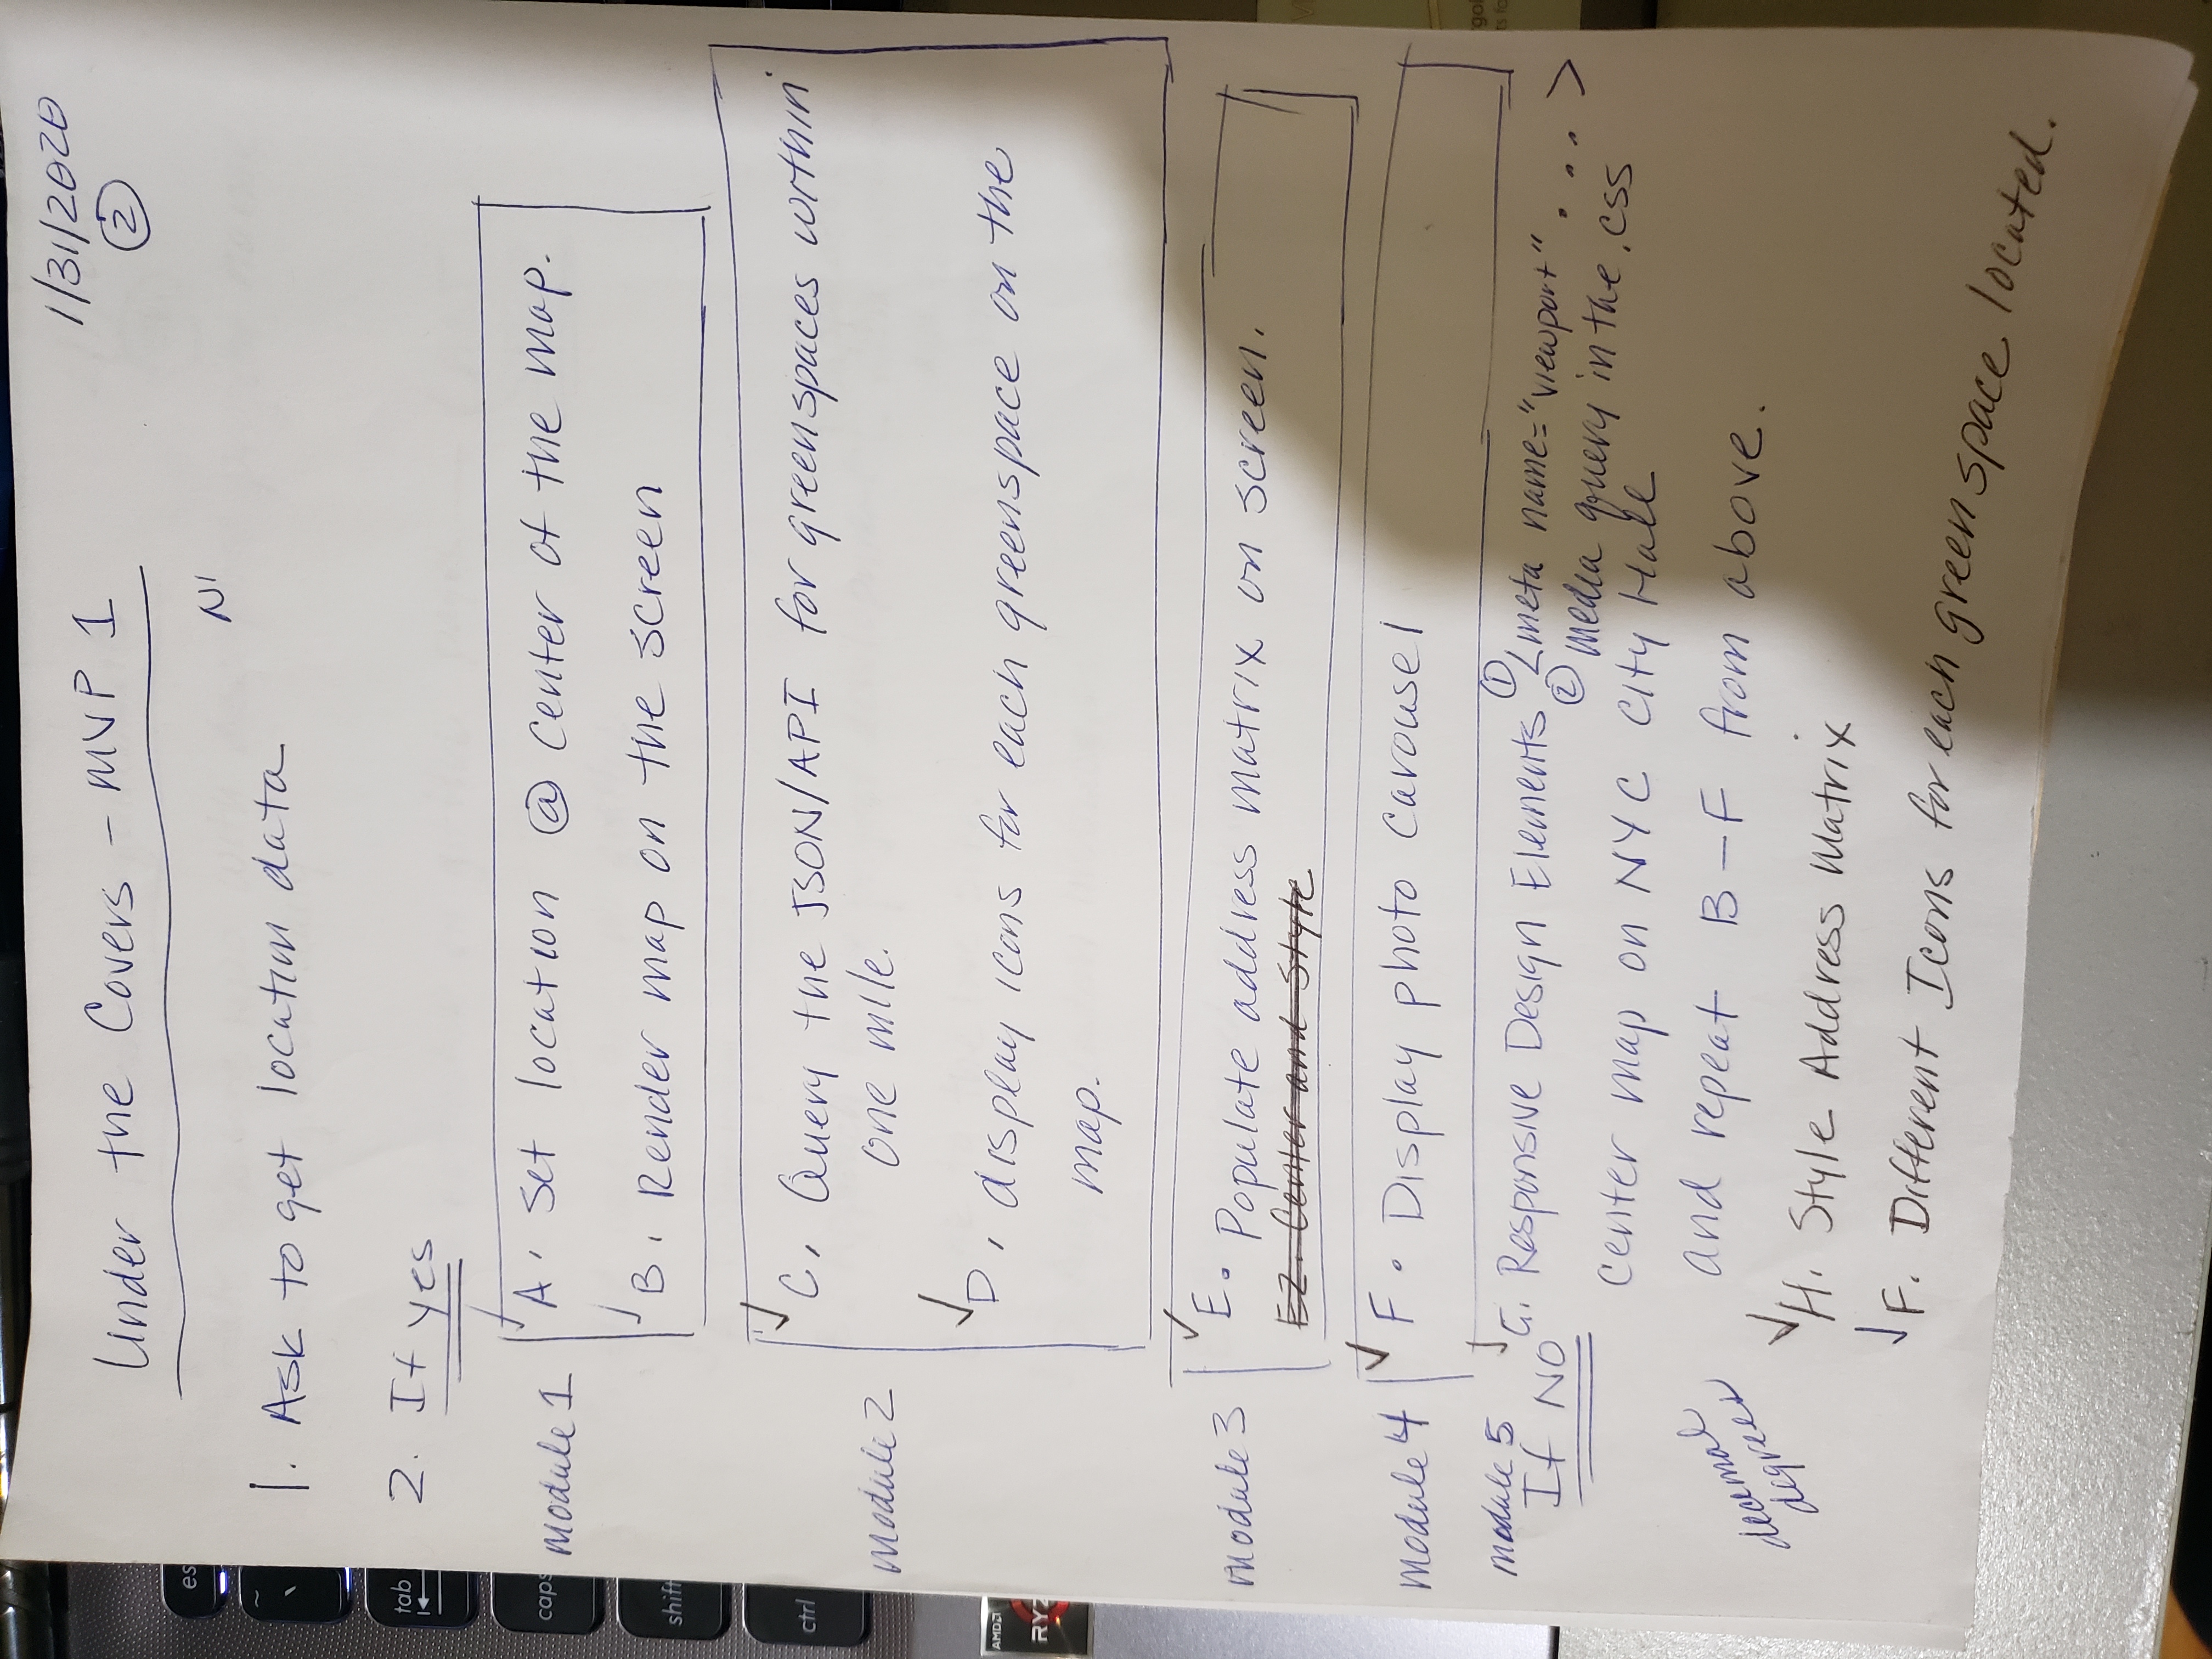 1/31/2020
2
Under the Covers - MVP 1
N1
1. Ask to get location data
2. If yes
Module 1
A. Set location @ center of the map.
B. Render map on the screen
Module 2
C. Query the JSON/API for greenspaces within
one mile.
D. display icons for each greenspace on the
map.
Module 3
E. Populate address matrix on screen.
E2. Center and Style
Module 4
F. Display photo carousel
Module 5
G. Responsive Design Elements ① <meta name="viewport" .... >
② media query in the .css
If NO
center map on NYC City Hall
and repeat B-F from above.
decimal
degrees
H. Style Address Matrix
F. Different Icons for each green space located.
es
~
`
tab
caps
shift
ctrl
AMD
RYZ